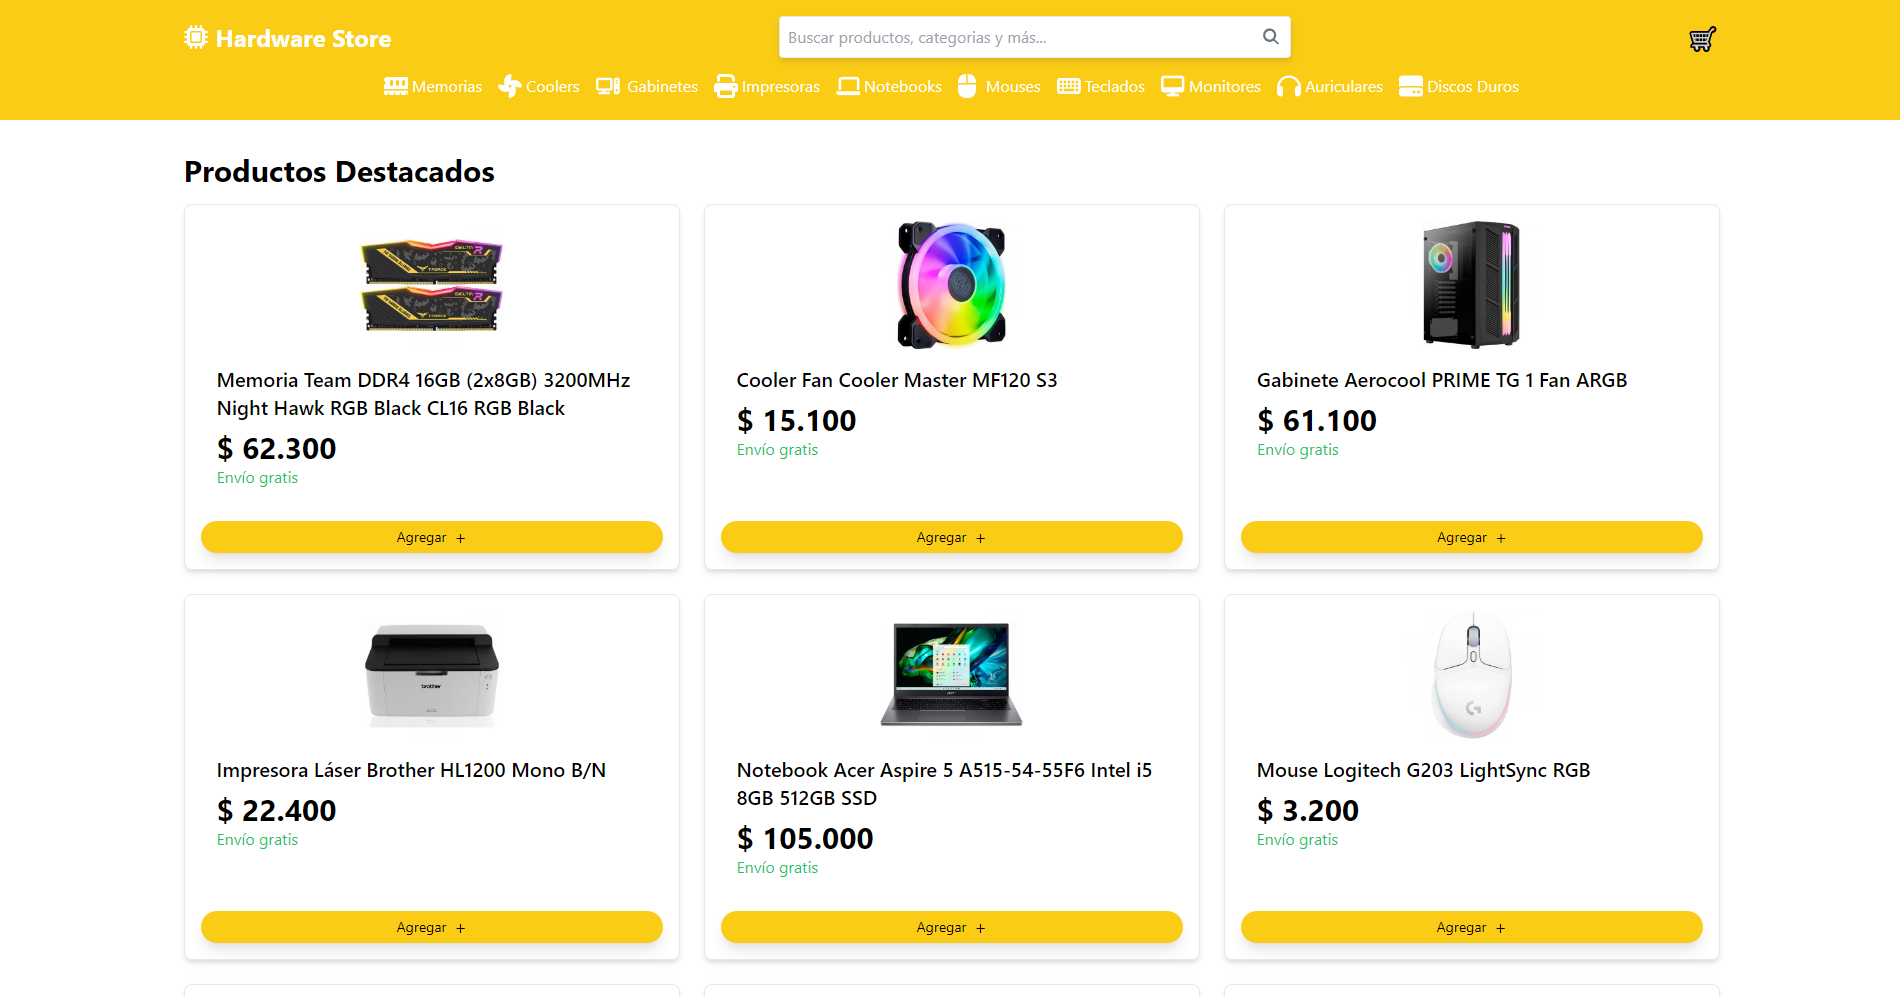 Hardware Store
Buscar productos, categorias y más...
Memorias Coolers Gabinetes Impresoras Notebooks Mouses Teclados Monitores Auriculares Discos Duros
Productos Destacados
Memoria Team DDR4 16GB (2x8GB) 3200MHz
Night Hawk RGB Black CL16 RGB Black
$ 62.300
Envío gratis
Agregar +
Cooler Fan Cooler Master MF120 S3
$ 15.100
Envío gratis
Agregar +
Gabinete Aerocool PRIME TG 1 Fan ARGB
$ 61.100
Envío gratis
Agregar +
brother
Impresora Láser Brother HL1200 Mono B/N
$ 22.400
Envío gratis
Agregar +
Notebook Acer Aspire 5 A515-54-55F6 Intel i5
8GB 512GB SSD
$ 105.000
Envío gratis
Agregar +
Mouse Logitech G203 LightSync RGB
$ 3.200
Envío gratis
Agregar +